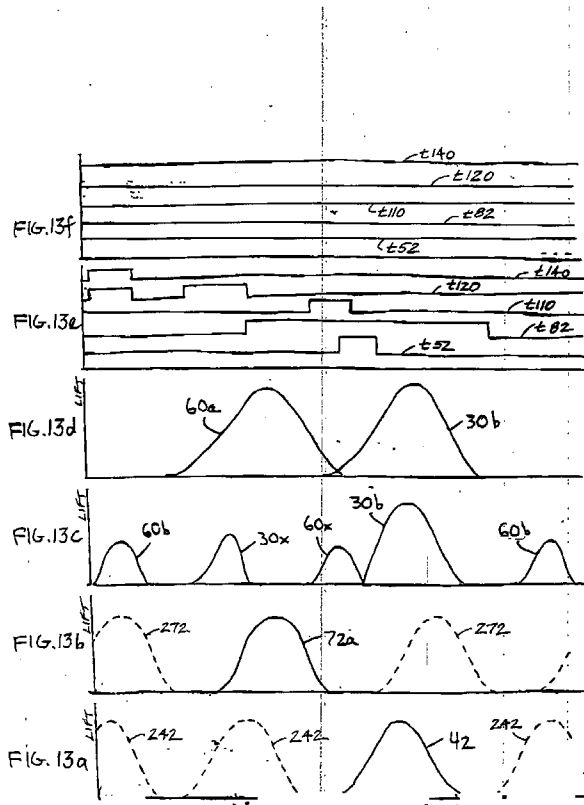 t140
t120
t110
t82
FIG.13f
t52
t140
t120
t110
FIG.13e
t82
t52
LIFT
60a
30b
FIG.13d
LIFT
30b
FIG.13c
60b
30x
60x
60b
LIFT
272
72a
272
FIG.13b
LIFT
242
242
42
242
FIG.13a